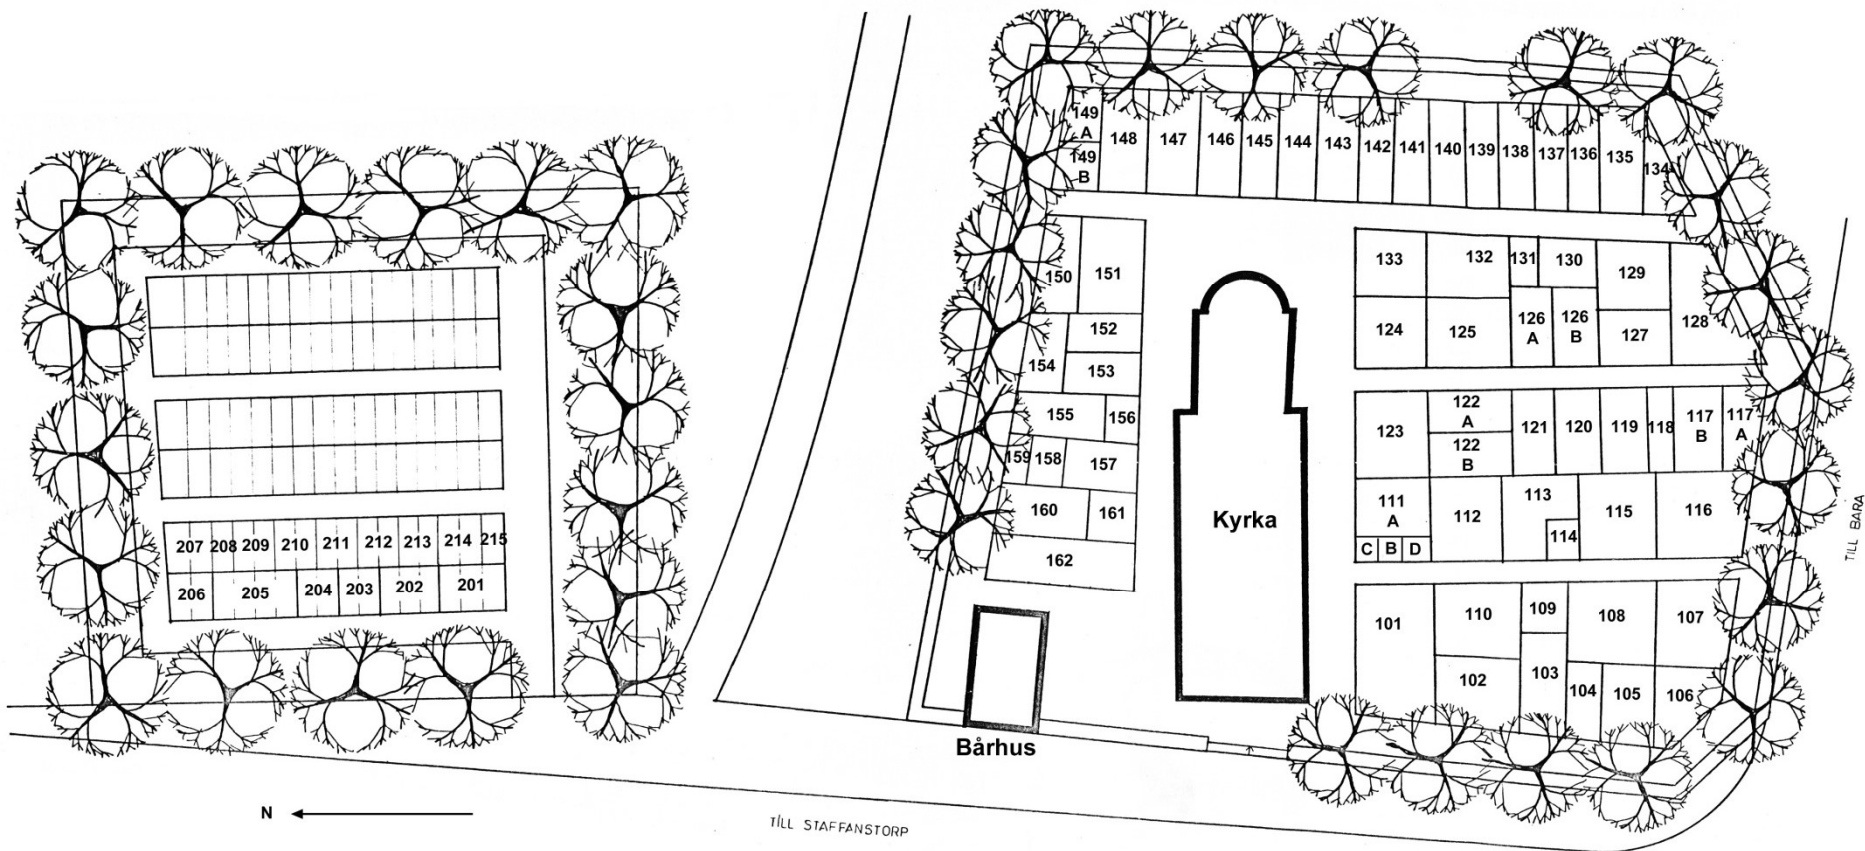 149
A
149
B
148 147 146 145 144 143 142 141 140 139 138 137 136 135 134
150 151
152
154 153
155 156
159 158 157
160 161
162
133 132 131 130 129
124 125 126
A 126
B 127 128
123 122
A
122
B
121 120 119 118 117
B 117
A
111
A
C B D
112 113
114
115 116
101 110 109 108 107
102 103 104 105 106
Kyrka
Bårhus
207 208 209 210 211 212 213 214 215
206 205 204 203 202 201
N
TILL STAFFANSTORP
TILL BARA